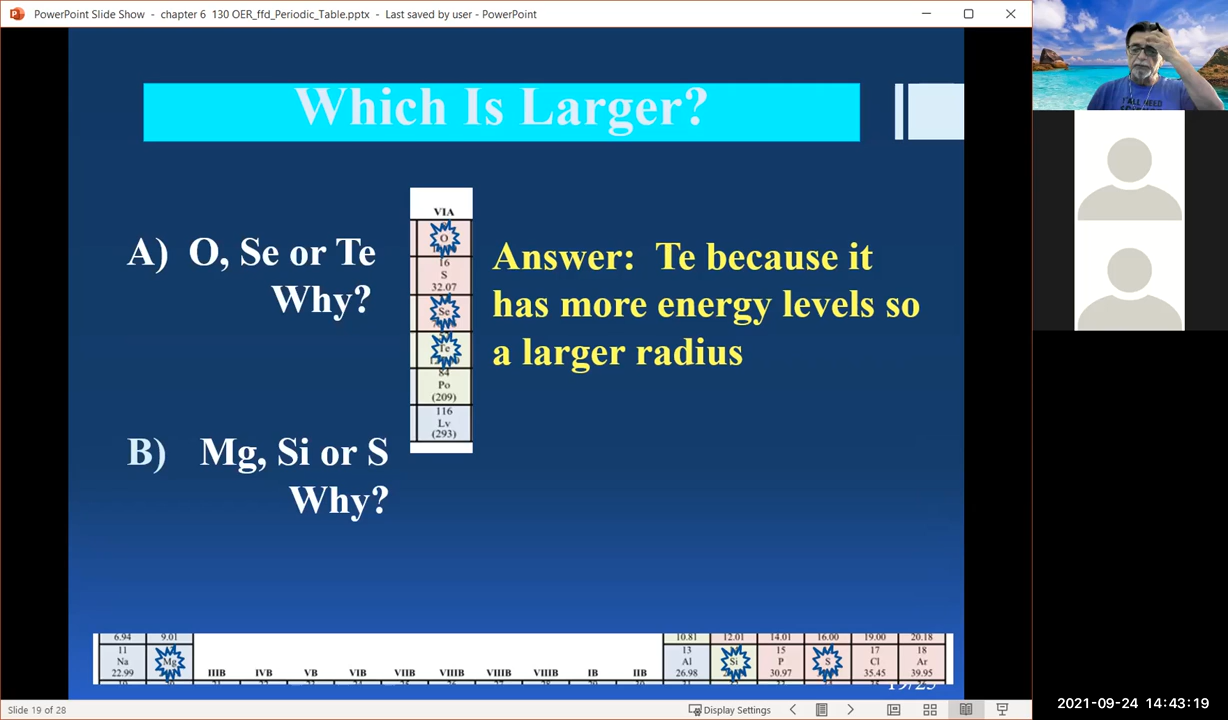 PowerPoint Slide Show - chapter 6 130 OER_ffd_Periodic_Table.pptx - Last saved by user - PowerPoint
Which Is Larger?
A) O, Se or Te
Why?
VIA
O
16
S
32.07
Se
Te
84
Po
(209)
116
Lv
(293)
Answer: Te because it
has more energy levels so
a larger radius
B) Mg, Si or S
Why?
6.94 9.01 10.81 12.01 14.01 16.00 19.00 20.18
11 13 15 17 18
Na Mg Al Si P S Cl Ar
22.99 IIIB IVB VB VIB VIIB VIIIB VIIIB VIIIB IB IIB 26.98 30.97 35.45 39.95
Slide 19 of 28
Display Settings
I'ALL NEED
2021-09-24 14:43:19